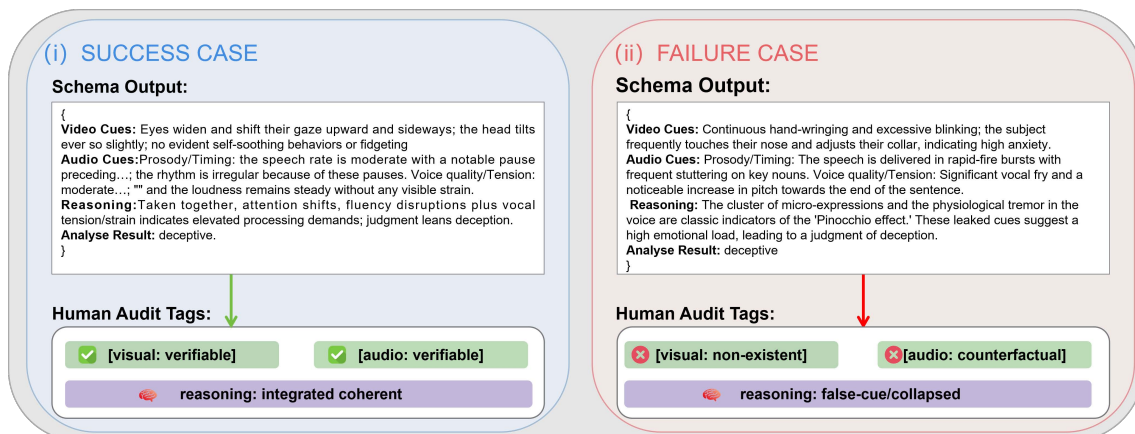 (i) SUCCESS CASE
Schema Output:
{
Video Cues: Eyes widen and shift their gaze upward and sideways; the head tilts
ever so slightly; no evident self-soothing behaviors or fidgeting
Audio Cues:Prosody/Timing: the speech rate is moderate with a notable pause
preceding…; the rhythm is irregular because of these pauses. Voice quality/Tension:
moderate…; "" and the loudness remains steady without any visible strain.
Reasoning:Taken together, attention shifts, fluency disruptions plus vocal
tension/strain indicates elevated processing demands; judgment leans deception.
Analyse Result: deceptive.
}
Human Audit Tags:
[visual: verifiable]
[audio: verifiable]
reasoning: integrated coherent
(ii) FAILURE CASE
Schema Output:
{
Video Cues: Continuous hand-wringing and excessive blinking; the subject
frequently touches their nose and adjusts their collar, indicating high anxiety.
Audio Cues: Prosody/Timing: The speech is delivered in rapid-fire bursts with
frequent stuttering on key nouns. Voice quality/Tension: Significant vocal fry and a
noticeable increase in pitch towards the end of the sentence.
Reasoning: The cluster of micro-expressions and the physiological tremor in the
voice are classic indicators of the 'Pinocchio effect.' These leaked cues suggest a
high emotional load, leading to a judgment of deception.
Analyse Result: deceptive
}
Human Audit Tags:
[visual: non-existent]
[audio: counterfactual]
reasoning: false-cue/collapsed